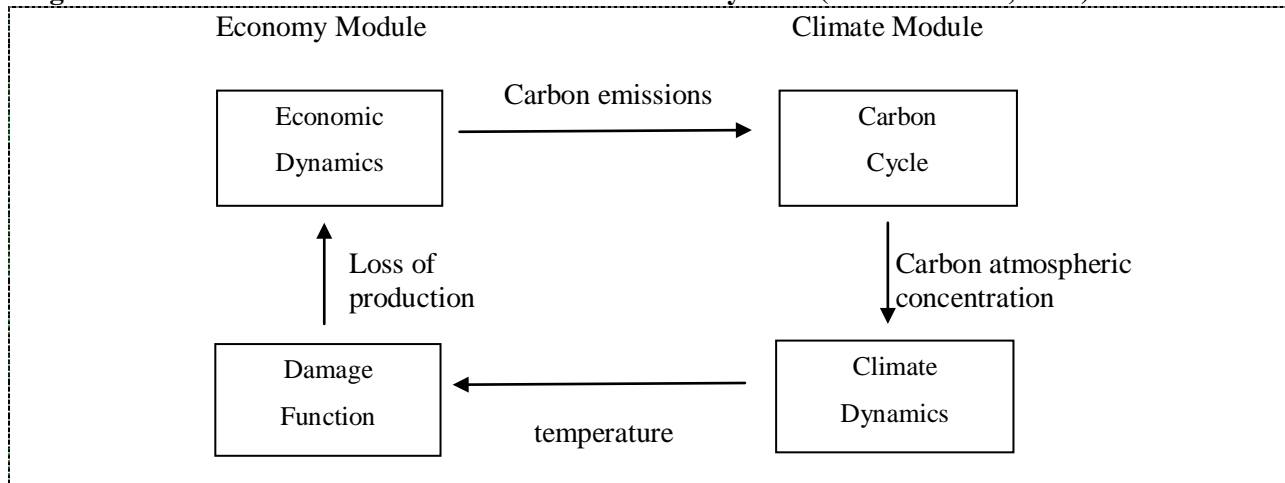 Economy Module
Climate Module
Carbon emissions
Economic
Dynamics
Carbon
Cycle
Loss of
production
Carbon atmospheric
concentration
Damage
Function
Climate
Dynamics
temperature